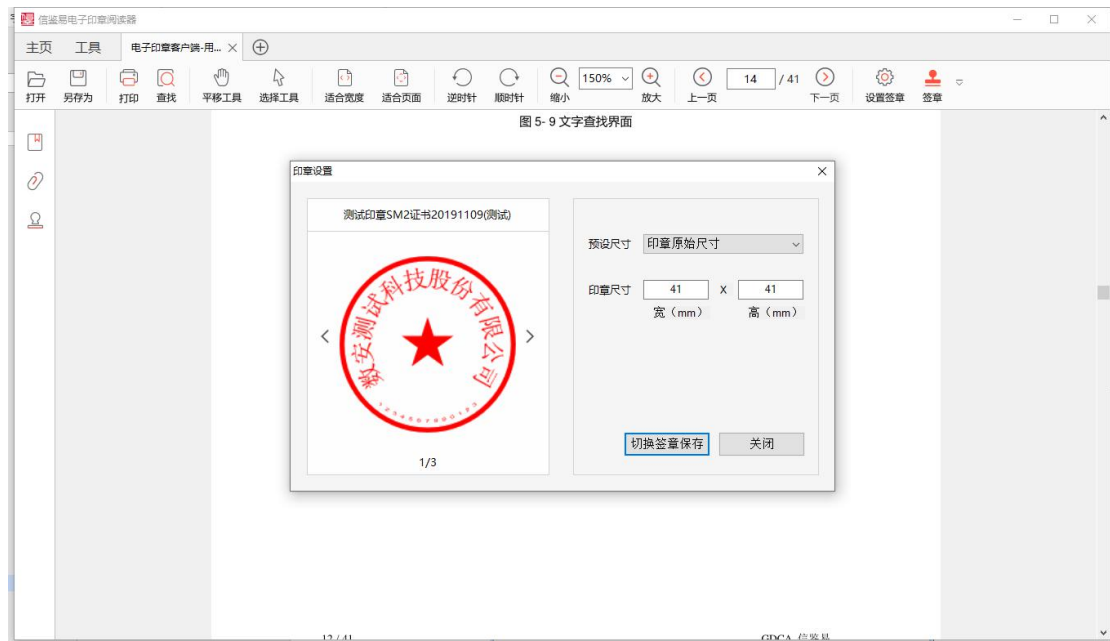 信鉴易电子印章阅读器
主页 工具 电子印章客户端-用...
打开 另存为 打印 查找 平移工具 选择工具 适合宽度 适合页面 逆时针 顺时针 缩小 150% 放大 上一页 14 / 41 下一页 设置签章 签章
图 5- 9 文字查找界面
印章设置
测试印章SM2证书20191109(测试)
数安测试科技股份有限公司
1/3
预设尺寸 印章原始尺寸
印章尺寸 41 X 41
宽（mm） 高（mm）
切换签章保存 关闭
12 / 41 GDCA 信鉴易